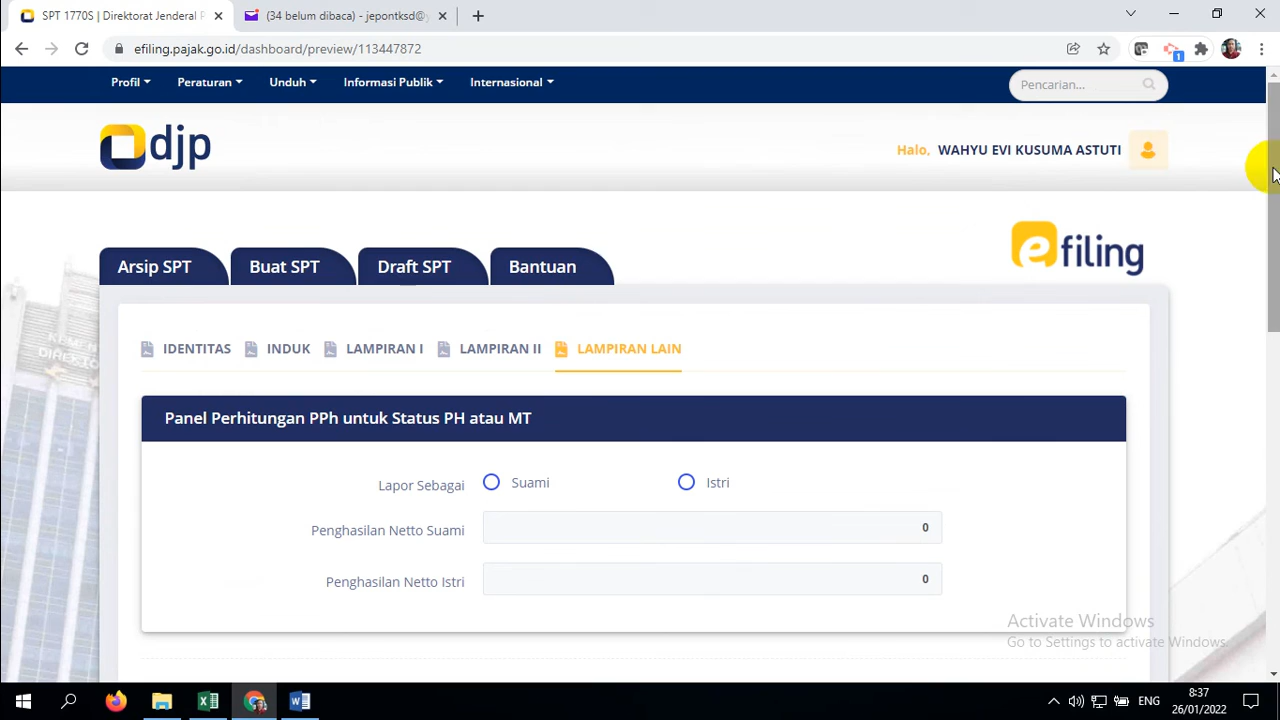 SPT 1770S | Direktorat Jenderal P
(34 belum dibaca) - jepontksd@y
efiling.pajak.go.id/dashboard/preview/113447872
1
Profil
Peraturan
Unduh
Informasi Publik
Internasional
Pencarian...
djp
Halo, WAHYU EVI KUSUMA ASTUTI
efiling
Arsip SPT
Buat SPT
Draft SPT
Bantuan
IDENTITAS
INDUK
LAMPIRAN I
LAMPIRAN II
LAMPIRAN LAIN
Panel Perhitungan PPh untuk Status PH atau MT
Lapor Sebagai
Suami
Istri
Penghasilan Netto Suami
0
Penghasilan Netto Istri
0
Activate Windows
Go to Settings to activate Windows.
ENG
8:37
26/01/2022